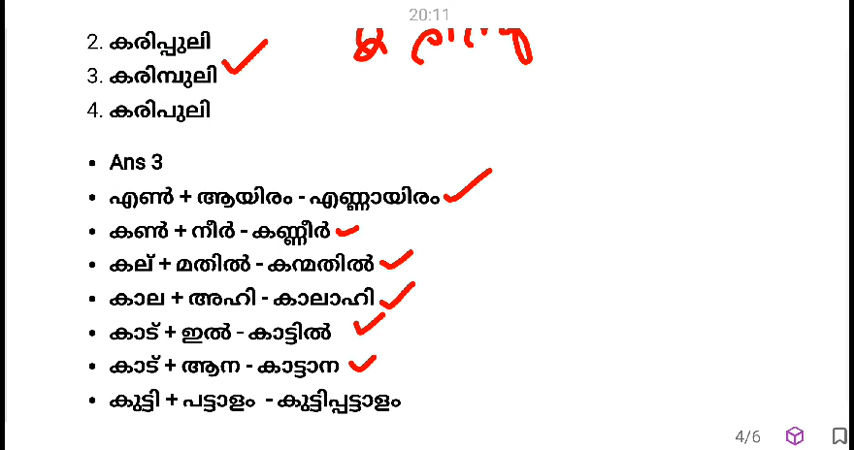 20:11
2. കരിപ്പുലി
3. കരിമ്പുലി
4. കരിപുലി
• Ans 3
• എൺ + ആയിരം - എണ്ണായിരം
• കൺ + നീർ - കണ്ണീർ
• കല് + മതിൽ - കന്മതിൽ
• കാല + അഹി - കാലാഹി
• കാട് + ഇൽ - കാട്ടിൽ
• കാട് + ആന - കാട്ടാന
• കുട്ടി + പട്ടാളം - കുട്ടിപ്പട്ടാളം
4/6